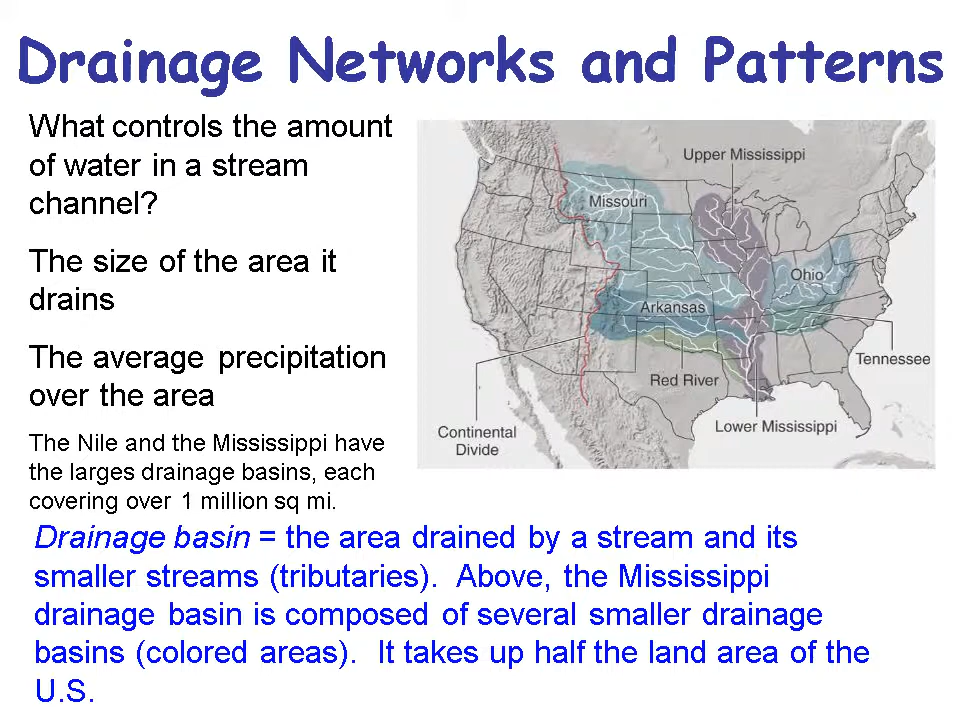 Drainage Networks and Patterns
What controls the amount
of water in a stream
channel?
The size of the area it
drains
The average precipitation
over the area
The Nile and the Mississippi have
the larges drainage basins, each
covering over 1 million sq mi.
Upper Mississippi
Missouri
Ohio
Arkansas
Tennessee
Red River
Lower Mississippi
Continental
Divide
Drainage basin = the area drained by a stream and its
smaller streams (tributaries). Above, the Mississippi
drainage basin is composed of several smaller drainage
basins (colored areas). It takes up half the land area of the
U.S.